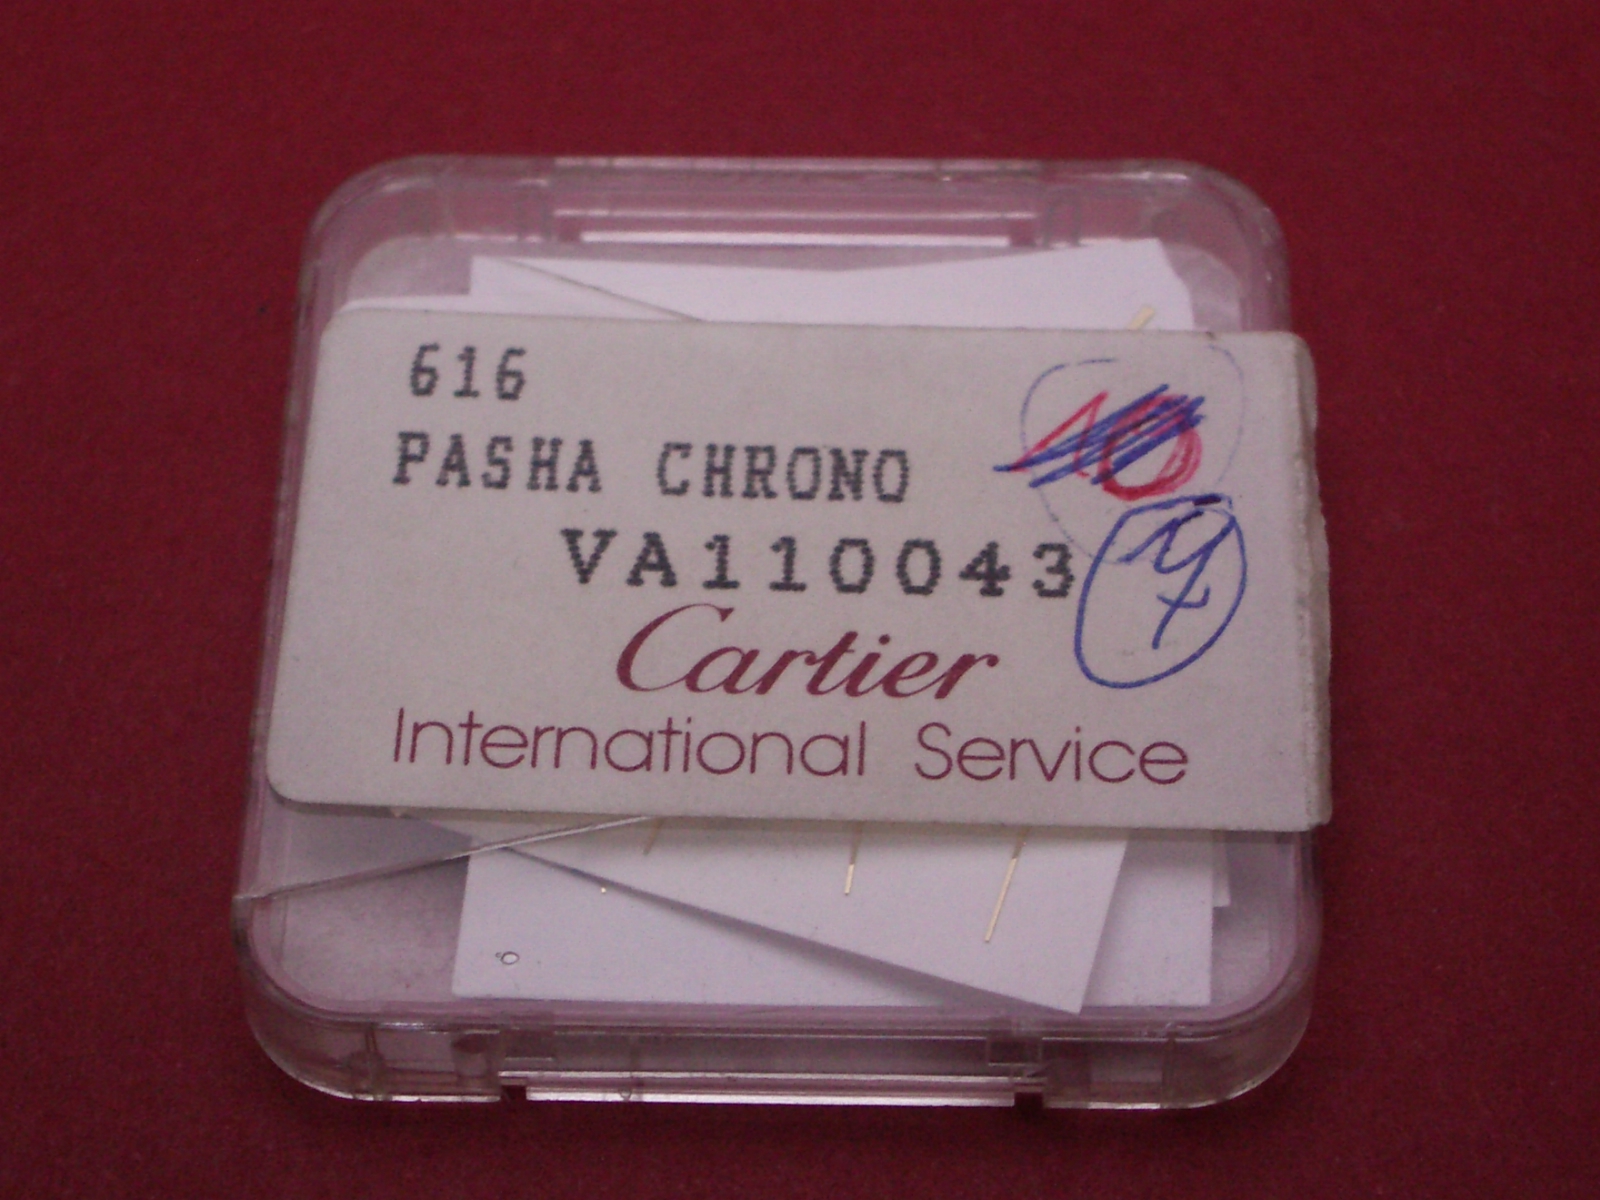 616
PASHA CHRONO
VA110043
Cartier
International Service